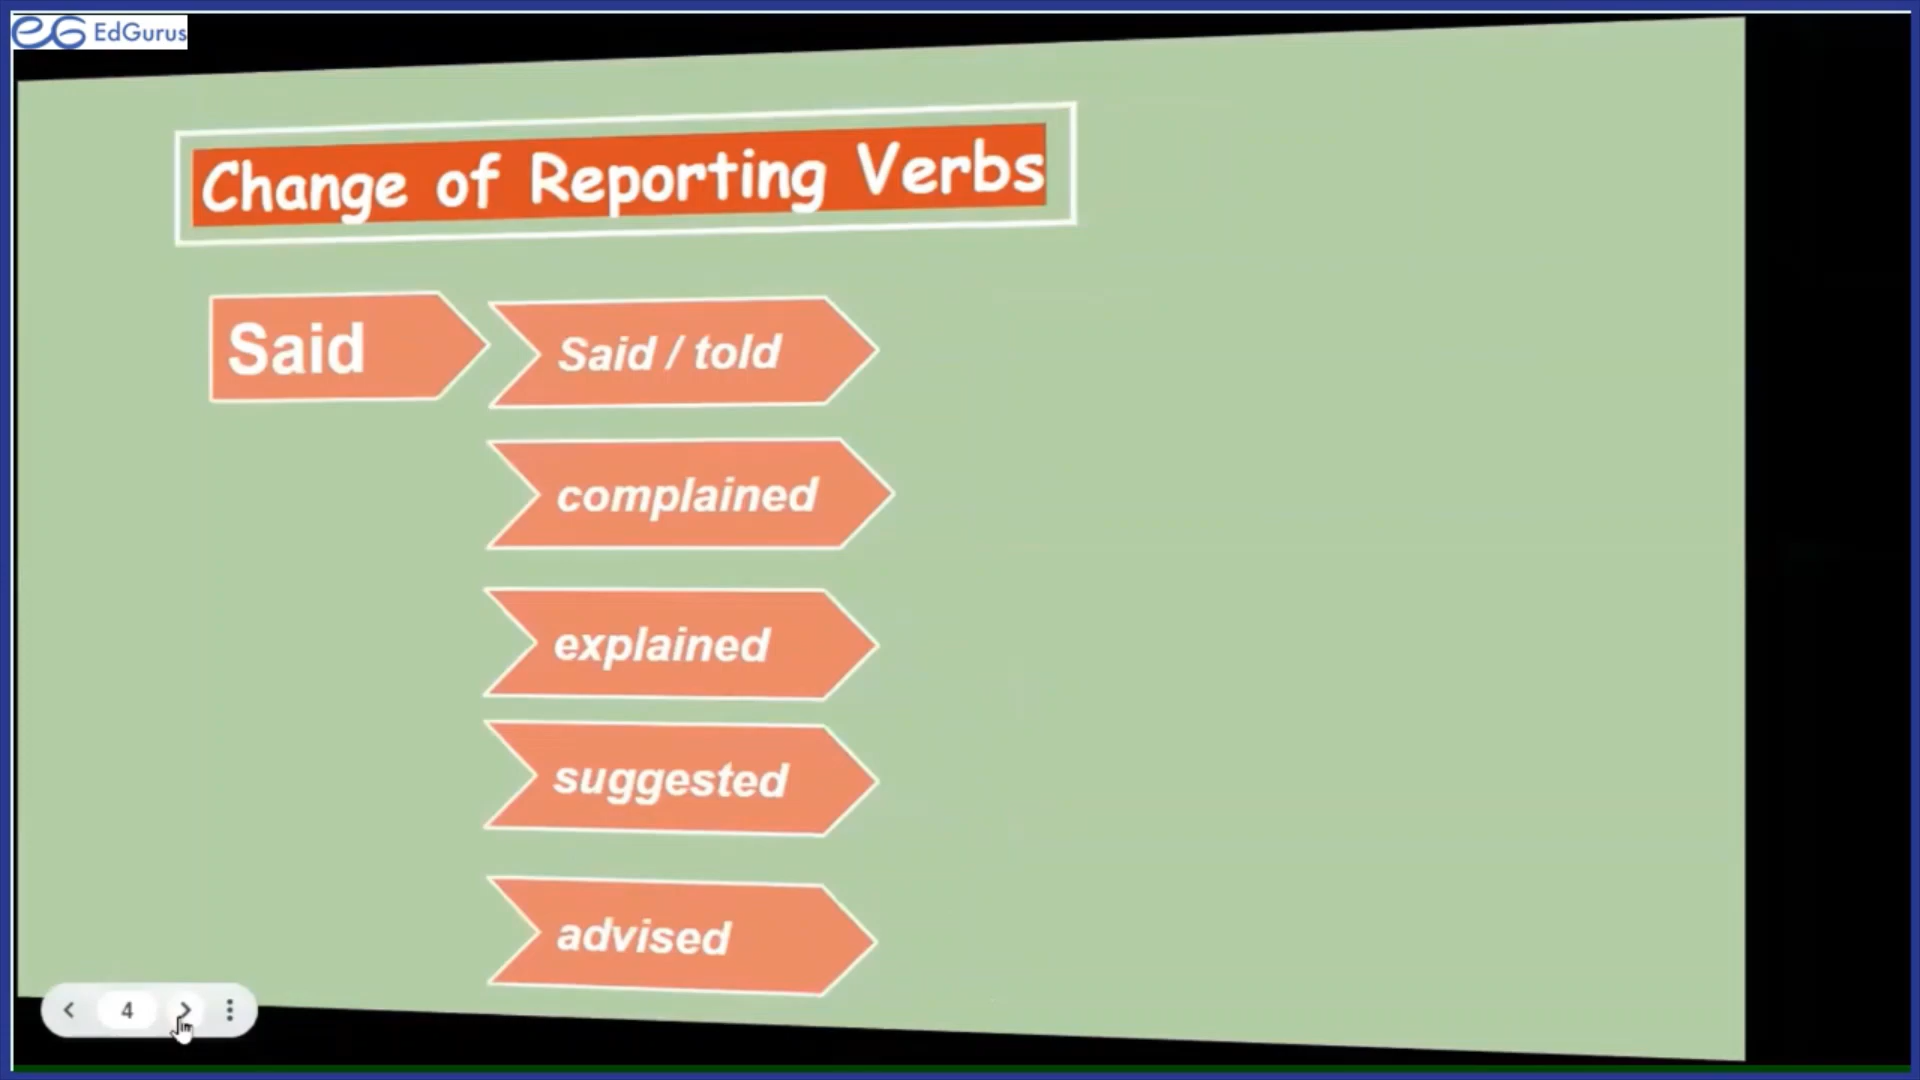 EdGurus
Change of Reporting Verbs
Said
Said / told
complained
explained
suggested
advised
4